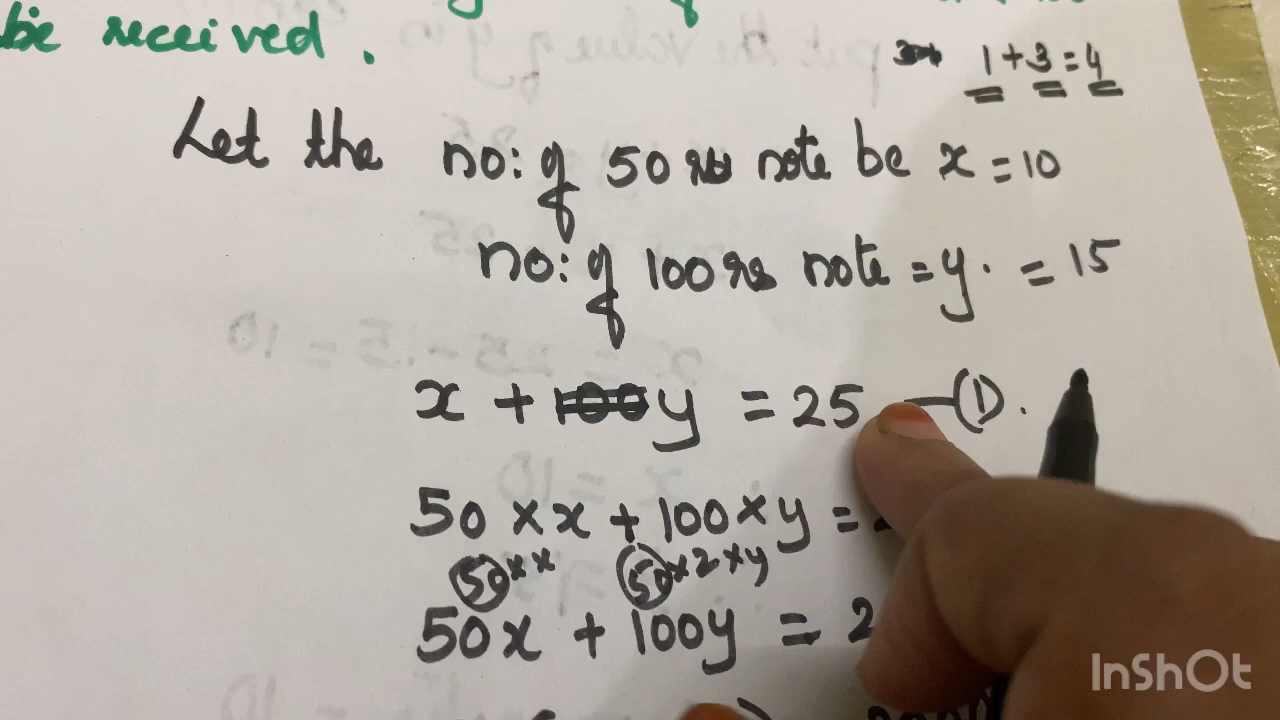 be received.
1+3=4
Let the no: of 50 rs note be x = 10
no: of 100 rs note = y. = 15
x + 100y = 25 —(1).
50 × x + 100 × y =
50 × x 50 × 2 × y
50x + 100y = 2
InShOt